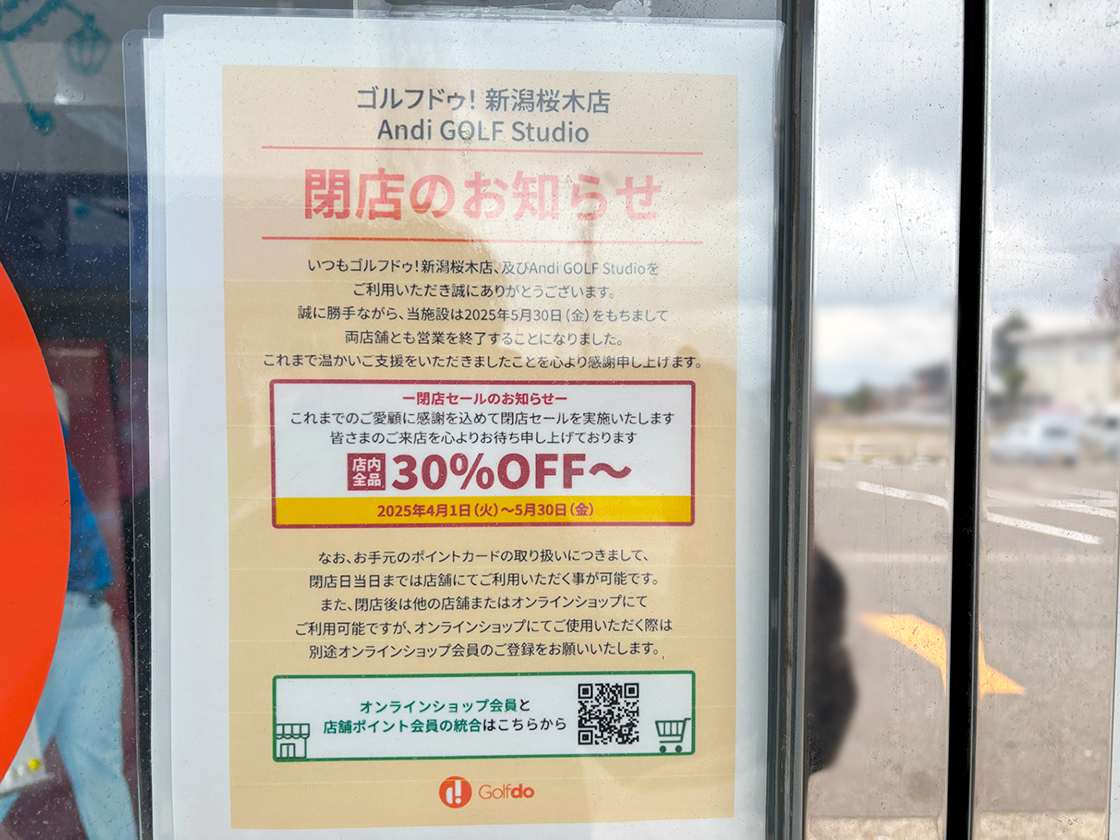 ゴルフドゥ! 新潟桜木店
Andi GOLF Studio
閉店のお知らせ
いつもゴルフドゥ!新潟桜木店、及びAndi GOLF Studioを
ご利用いただき誠にありがとうございます。
誠に勝手ながら、当施設は2025年5月30日(金)をもちまして
両店舗とも営業を終了することになりました。
これまで温かいご支援をいただきましたことを心より感謝申し上げます。
ー閉店セールのお知らせー
これまでのご愛顧に感謝を込めて閉店セールを実施いたします
皆さまのご来店を心よりお待ち申し上げております
店内全品 30%OFF～
2025年4月1日(火)～5月30日(金)
なお、お手元のポイントカードの取り扱いにつきまして、
閉店日当日までは店舗にてご利用いただく事が可能です。
また、閉店後は他の店舗またはオンラインショップにて
ご利用可能ですが、オンラインショップにてご使用いただく際は
別途オンラインショップ会員のご登録をお願いいたします。
オンラインショップ会員と
店舗ポイント会員の統合はこちらから
Golfdo